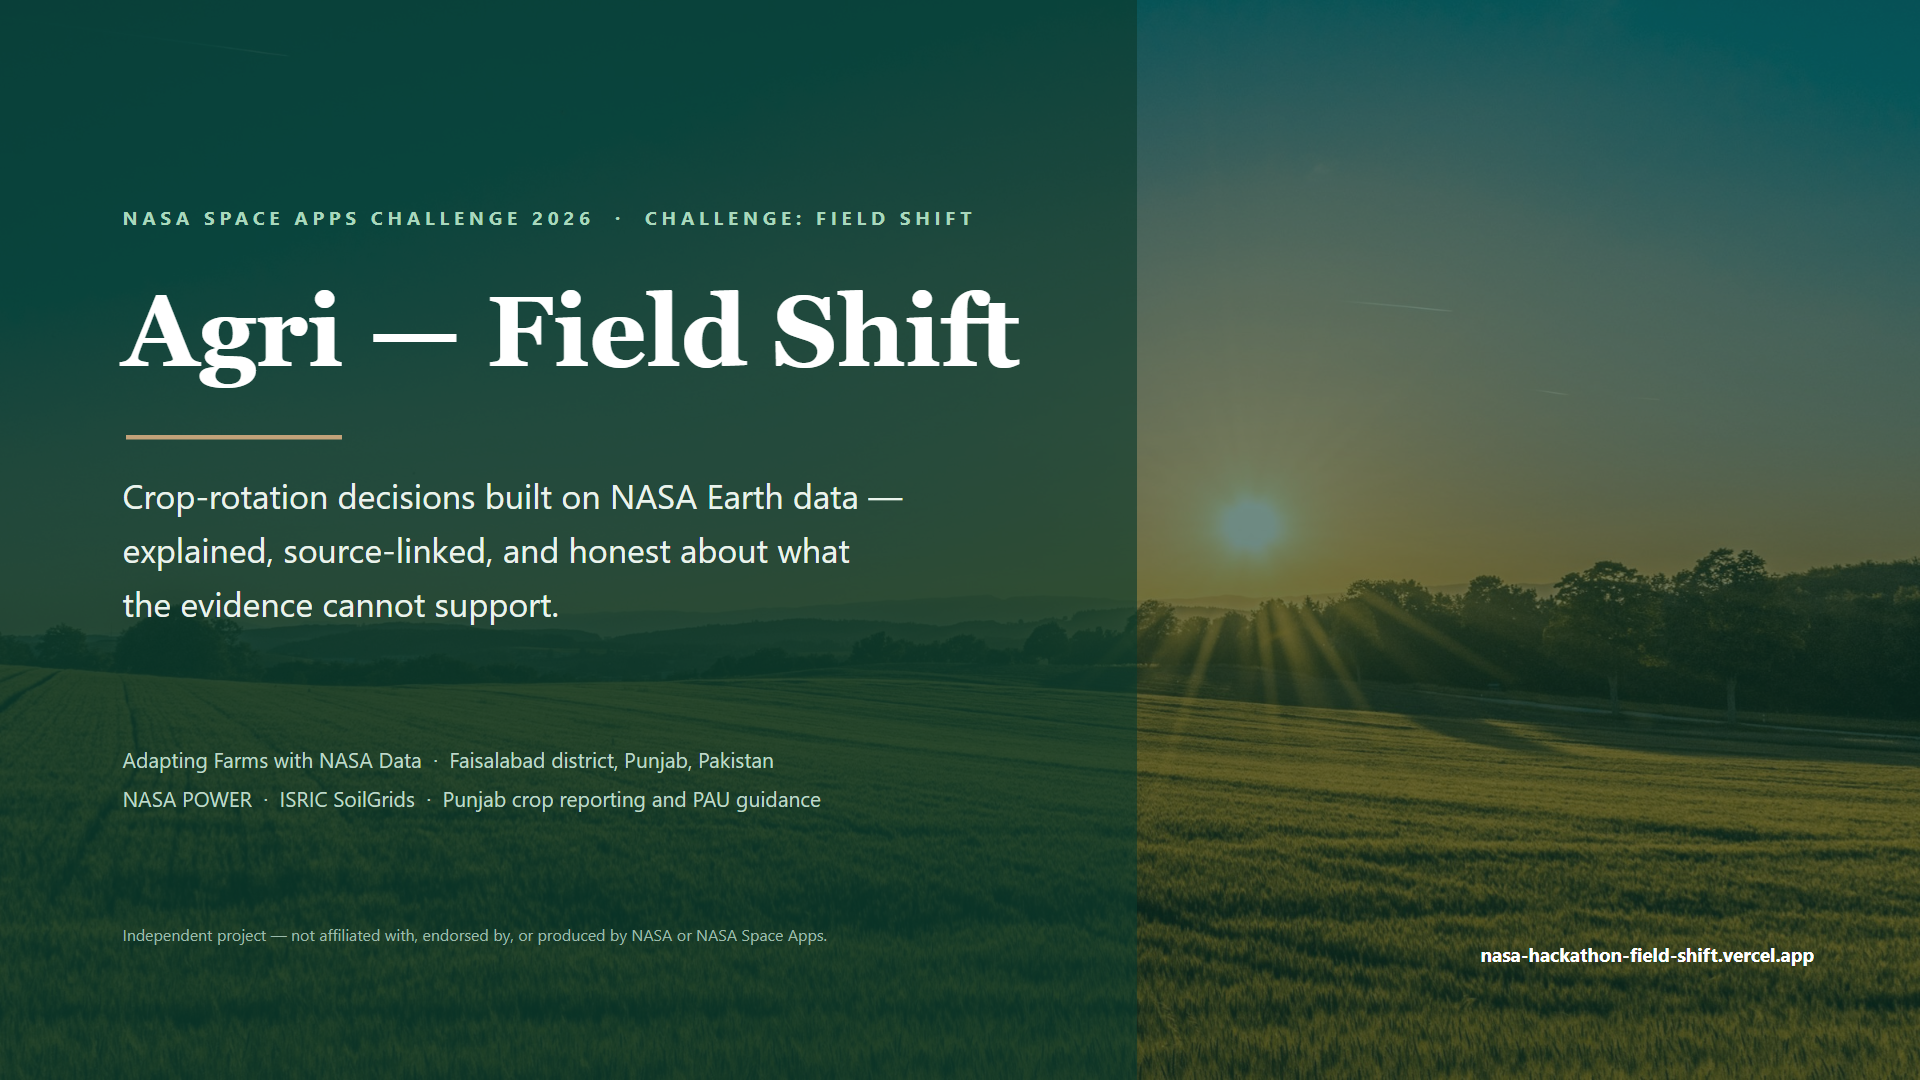 NASA SPACE APPS CHALLENGE 2026 · CHALLENGE: FIELD SHIFT
Agri — Field Shift
Crop-rotation decisions built on NASA Earth data —
explained, source-linked, and honest about what
the evidence cannot support.
Adapting Farms with NASA Data · Faisalabad district, Punjab, Pakistan
NASA POWER · ISRIC SoilGrids · Punjab crop reporting and PAU guidance
Independent project — not affiliated with, endorsed by, or produced by NASA or NASA Space Apps.
nasa-hackathon-field-shift.vercel.app